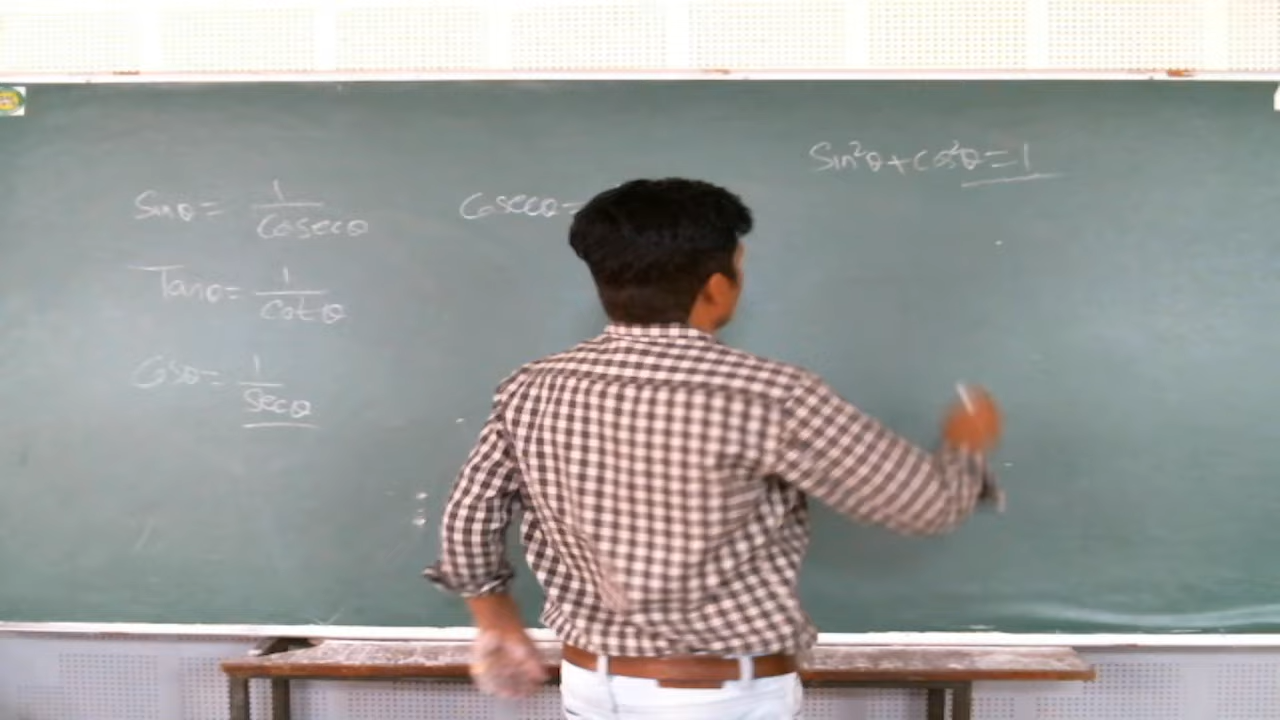 Sinθ = 1/Cosecθ
Tanθ = 1/Cotθ
Cosθ = 1/Secθ
Cosecθ =
Sin²θ + Cos²θ = 1